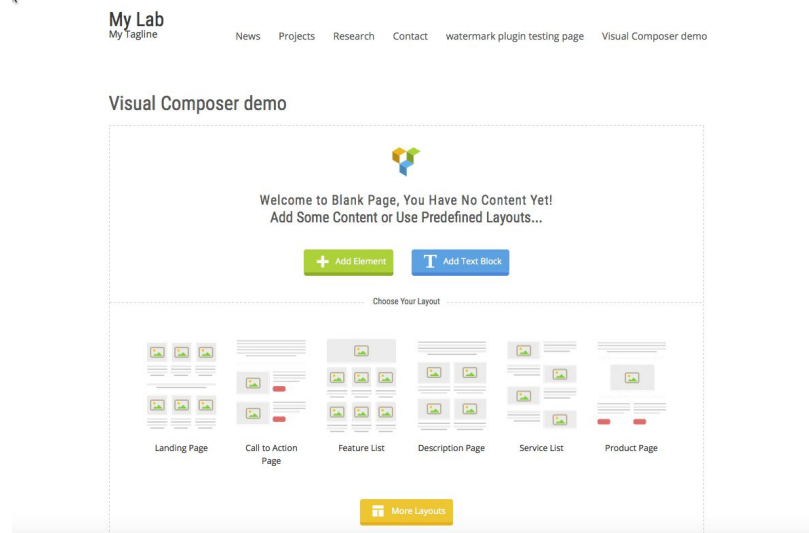 My Lab
My Tagline
News Projects Research Contact watermark plugin testing page Visual Composer demo
Visual Composer demo
Welcome to Blank Page, You Have No Content Yet!
Add Some Content or Use Predefined Layouts...
Add Element
T Add Text Block
Choose Your Layout
Landing Page
Call to Action
Page
Feature List
Description Page
Service List
Product Page
More Layouts